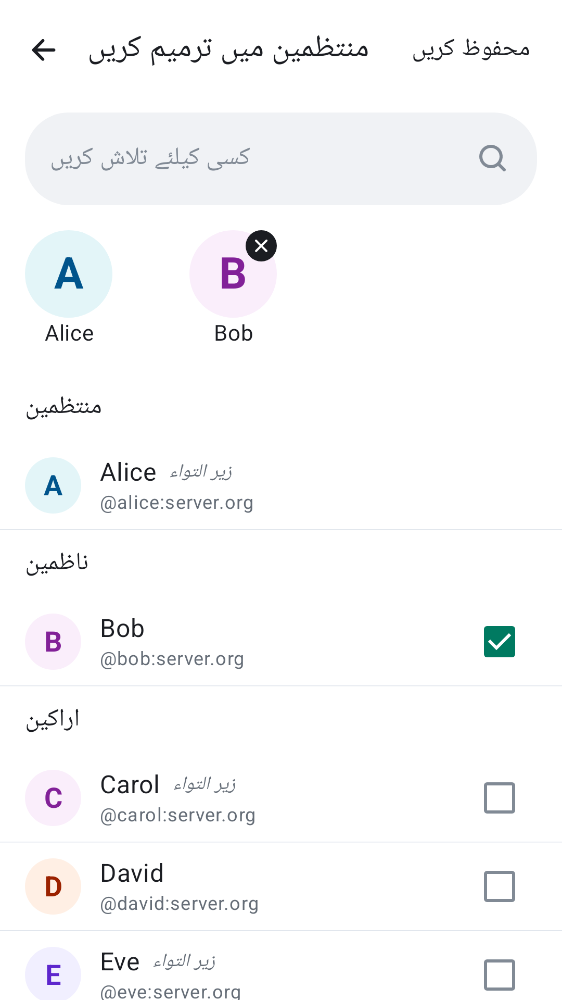 منتظمین میں ترمیم کریں
محفوظ کریں
کسی کیلئے تلاش کریں
A
B
Alice
Bob
منتظمین
A
Alice زیر التواء
@alice:server.org
ناظمین
B
Bob
@bob:server.org
اراکین
C
Carol زیر التواء
@carol:server.org
D
David
@david:server.org
E
Eve زیر التواء
@eve:server.org